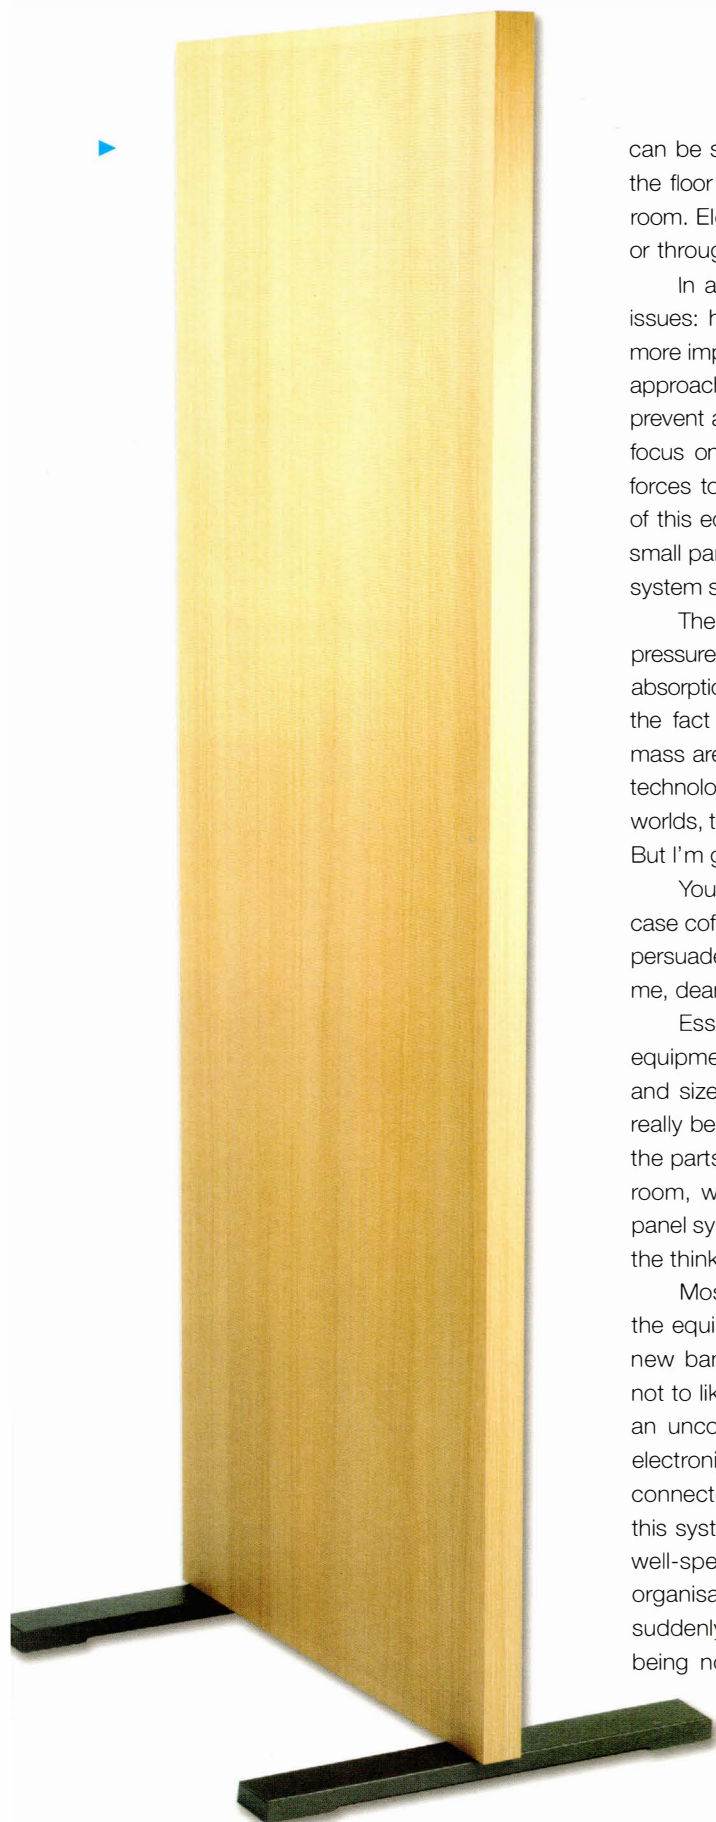 can be s
the floor
room. Ele
or throug
In a
issues: h
more imp
approach
prevent a
focus on
forces to
of this ec
small par
system s
The
pressure
absorptic
the fact
mass are
technolo
worlds, t
But I'm g
You
case cof
persuade
me, dear
Ess
equipme
and size
really be
the parts
room, w
panel sy
the think
Mos
the equi
new ban
not to lik
an unco
electroni
connect
this syst
well-spe
organisa
suddenly
being no